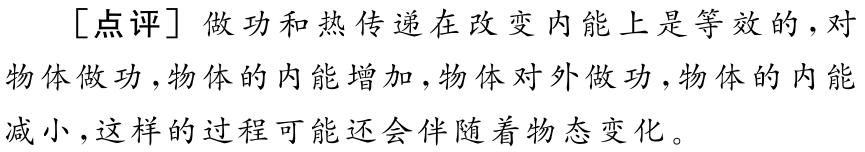 ［点评］做功和热传递在改变内能上是等效的，对
物体做功，物体的内能增加，物体对外做功，物体的内能
减小，这样的过程可能还会伴随着物态变化。